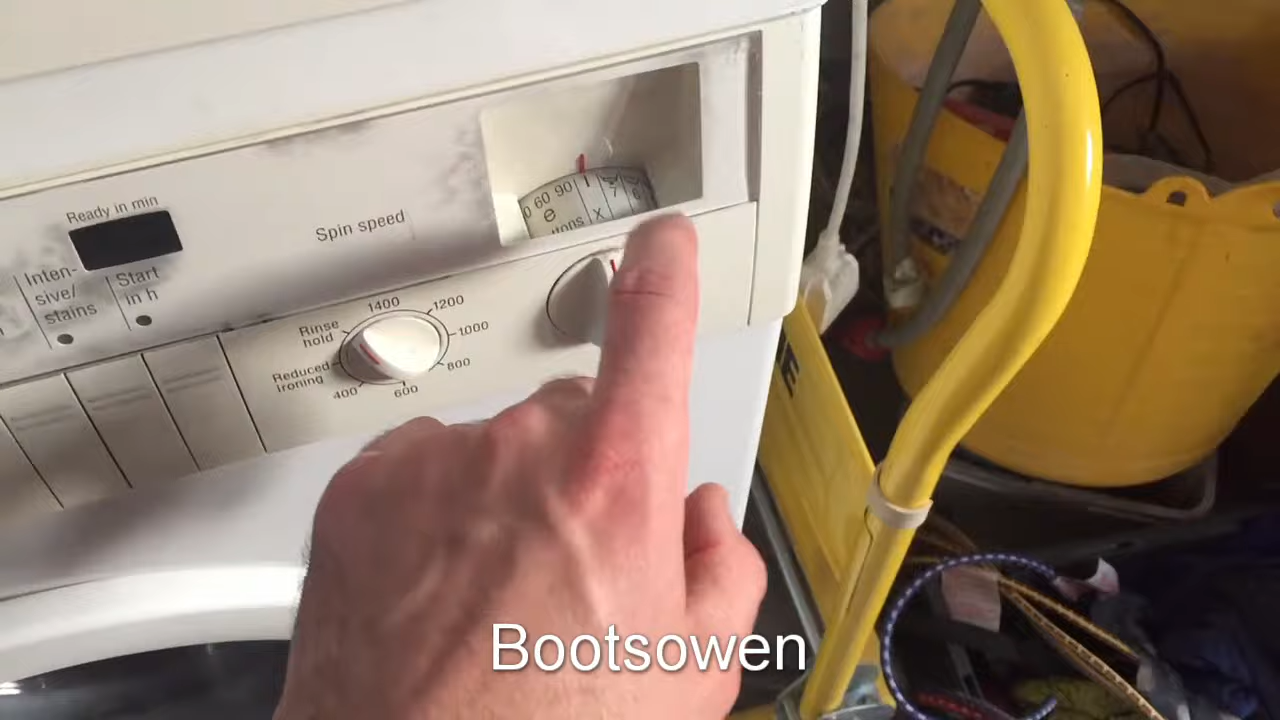 Ready in min
Inten-
sive/
stains
Start
in h
Spin speed
60 90
e
X
Rinse
hold
1400
1200
1000
800
600
400
Reduced
ironing
Bootsowen